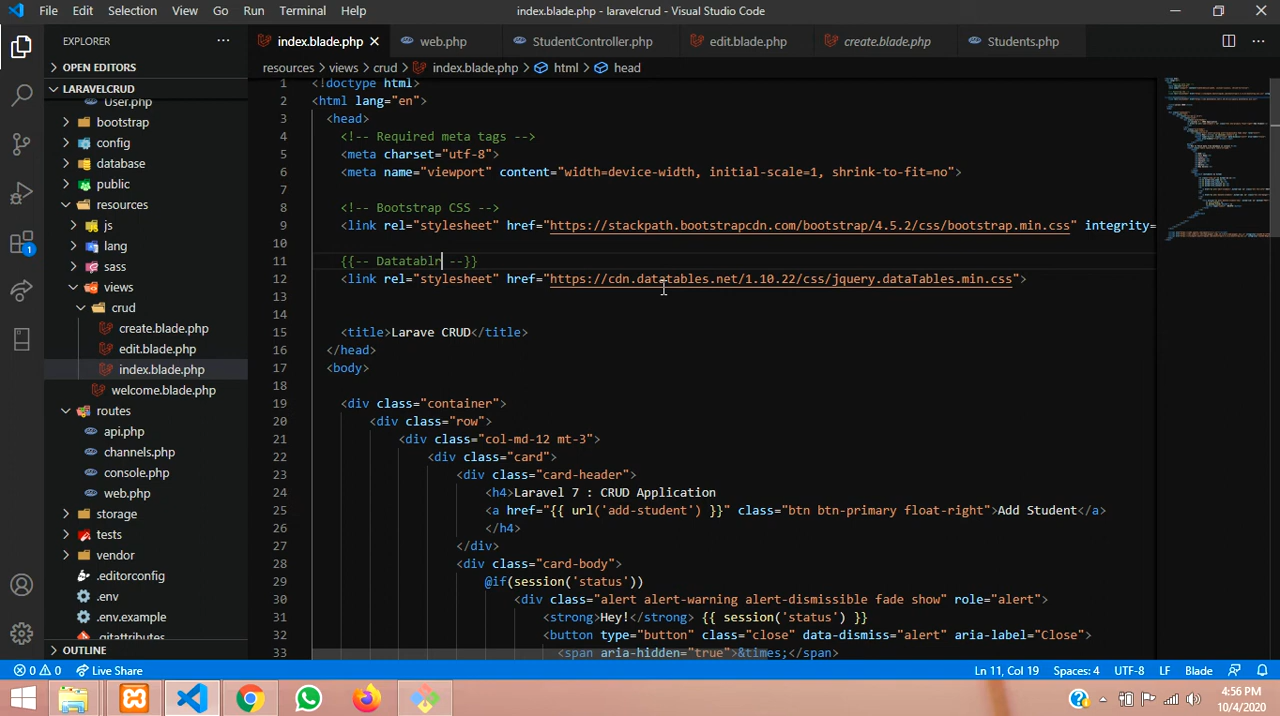 File Edit Selection View Go Run Terminal Help index.blade.php - laravelcrud - Visual Studio Code
EXPLORER
OPEN EDITORS
LARAVELCRUD
User.php
bootstrap
config
database
public
resources
js
lang
sass
views
crud
create.blade.php
edit.blade.php
index.blade.php
welcome.blade.php
routes
api.php
channels.php
console.php
web.php
storage
tests
vendor
.editorconfig
.env
.env.example
.gitattributes
OUTLINE
1
index.blade.php web.php StudentController.php edit.blade.php create.blade.php Students.php
resources > views > crud > index.blade.php > html > head
1 <!doctype html>
2 <html lang="en">
3 <head>
4 <!-- Required meta tags -->
5 <meta charset="utf-8">
6 <meta name="viewport" content="width=device-width, initial-scale=1, shrink-to-fit=no">
7
8 <!-- Bootstrap CSS -->
9 <link rel="stylesheet" href="https://stackpath.bootstrapcdn.com/bootstrap/4.5.2/css/bootstrap.min.css" integrity=
10
11 {{-- Datatablr --}}
12 <link rel="stylesheet" href="https://cdn.datatables.net/1.10.22/css/jquery.dataTables.min.css">
13
14
15 <title>Larave CRUD</title>
16 </head>
17 <body>
18
19 <div class="container">
20 <div class="row">
21 <div class="col-md-12 mt-3">
22 <div class="card">
23 <div class="card-header">
24 <h4>Laravel 7 : CRUD Application
25 <a href="{{ url('add-student') }}" class="btn btn-primary float-right">Add Student</a>
26 </h4>
27 </div>
28 <div class="card-body">
29 @if(session('status'))
30 <div class="alert alert-warning alert-dismissible fade show" role="alert">
31 <strong>Hey!</strong> {{ session('status') }}
32 <button type="button" class="close" data-dismiss="alert" aria-label="Close">
33 <span aria-hidden="true">&times;</span>
0 0 Live Share Ln 11, Col 19 Spaces: 4 UTF-8 LF Blade
4:56 PM
10/4/2020